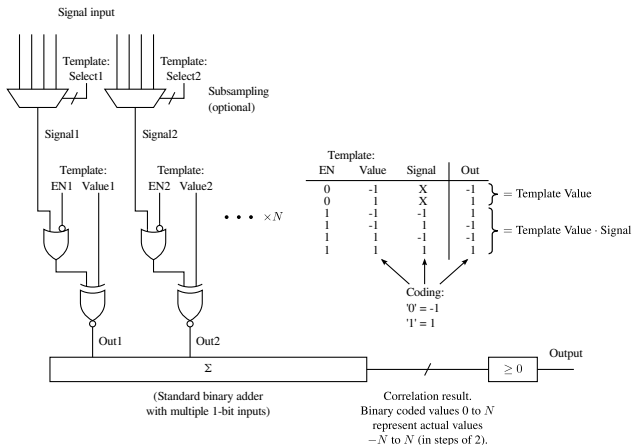 Signal input
Template:
Select1
Template:
Select2
Subsampling
(optional)
Signal1
Signal2
Template:
EN1 Value1
Template:
EN2 Value2
• • • ×N
Template:
EN Value Signal Out
0 -1 X -1
0 1 X 1
1 -1 -1 1
1 -1 1 -1
1 1 -1 -1
1 1 1 1
= Template Value
= Template Value · Signal
Coding:
'0' = -1
'1' = 1
Out1
Out2
Σ
≥ 0
Output
(Standard binary adder
with multiple 1-bit inputs)
Correlation result.
Binary coded values 0 to N
represent actual values
−N to N (in steps of 2).